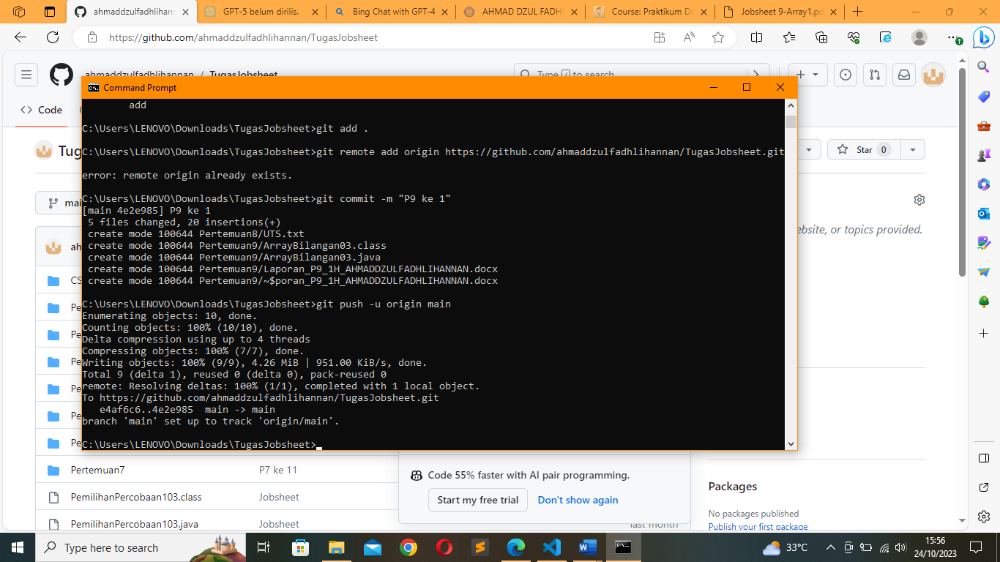 ahmaddzulfadhlihann
GPT-5 belum dirilis.
Bing Chat with GPT-4
AHMAD DZUL FADHL
Course: Praktikum Da
Jobsheet 9-Array1.pd
https://github.com/ahmaddzulfadhlihannan/TugasJobsheet
ahmaddzulfadhlihannan / TugasJobsheet
Type / to search
Command Prompt
<> Code
add
C:\Users\LENOVO\Downloads\TugasJobsheet>git add .
C:\Users\LENOVO\Downloads\TugasJobsheet>git remote add origin https://github.com/ahmaddzulfadhlihannan/TugasJobsheet.git
error: remote origin already exists.
C:\Users\LENOVO\Downloads\TugasJobsheet>git commit -m "P9 ke 1"
[main 4e2e985] P9 ke 1
5 files changed, 20 insertions(+)
create mode 100644 Pertemuan8/UTS.txt
create mode 100644 Pertemuan9/ArrayBilangan03.class
create mode 100644 Pertemuan9/ArrayBilangan03.java
create mode 100644 Pertemuan9/Laporan_P9_1H_AHMADDZULFADHLIHANNAN.docx
create mode 100644 Pertemuan9/~$poran_P9_1H_AHMADDZULFADHLIHANNAN.docx
C:\Users\LENOVO\Downloads\TugasJobsheet>git push -u origin main
Enumerating objects: 10, done.
Counting objects: 100% (10/10), done.
Delta compression using up to 4 threads
Compressing objects: 100% (7/7), done.
Writing objects: 100% (9/9), 4.26 MiB | 951.00 KiB/s, done.
Total 9 (delta 1), reused 0 (delta 0), pack-reused 0
remote: Resolving deltas: 100% (1/1), completed with 1 local object.
To https://github.com/ahmaddzulfadhlihannan/TugasJobsheet.git
e4af6c6..4e2e985  main -> main
branch 'main' set up to track 'origin/main'.
C:\Users\LENOVO\Downloads\TugasJobsheet>
Tug
Star 0
mai
ebsite, or topics provided.
ah
CS
Pe
Pe
Pe
Pe
Pe
Pe
Pertemuan7
P7 ke 11
PemilihanPercobaan103.class
Jobsheet
PemilihanPercobaan103.java
Jobsheet
last month
Code 55% faster with AI pair programming.
Start my free trial
Don't show again
Packages
No packages published
Publish your first package
Type here to search
33°C
15:56
24/10/2023